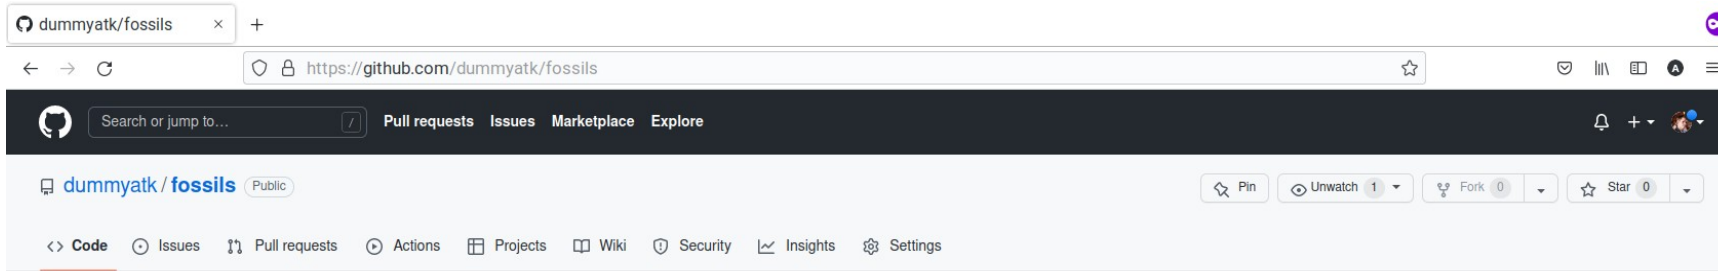 dummyatk/fossils × +
https://github.com/dummyatk/fossils A
Search or jump to... / Pull requests Issues Marketplace Explore
dummyatk / fossils Public Pin Unwatch 1 Fork 0 Star 0
Code Issues Pull requests Actions Projects Wiki Security Insights Settings